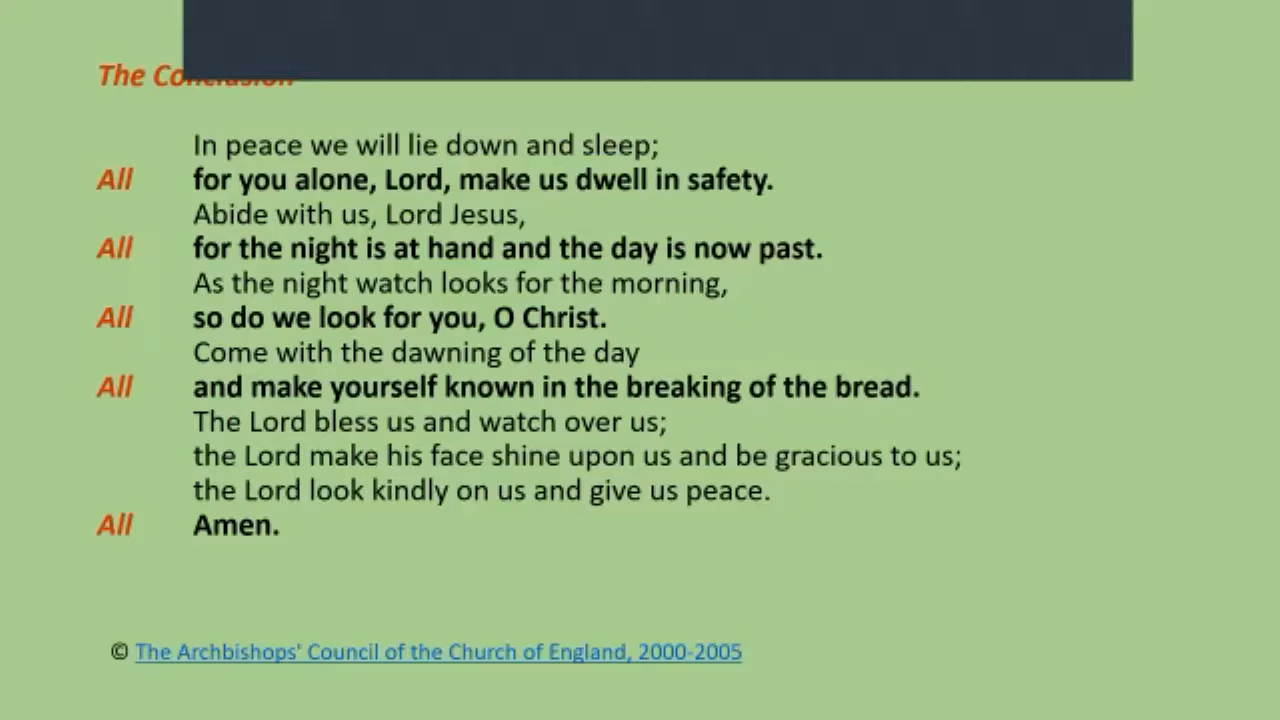 The Conclusion
In peace we will lie down and sleep;
All for you alone, Lord, make us dwell in safety.
Abide with us, Lord Jesus,
All for the night is at hand and the day is now past.
As the night watch looks for the morning,
All so do we look for you, O Christ.
Come with the dawning of the day
All and make yourself known in the breaking of the bread.
The Lord bless us and watch over us;
the Lord make his face shine upon us and be gracious to us;
the Lord look kindly on us and give us peace.
All Amen.
© The Archbishops' Council of the Church of England, 2000-2005